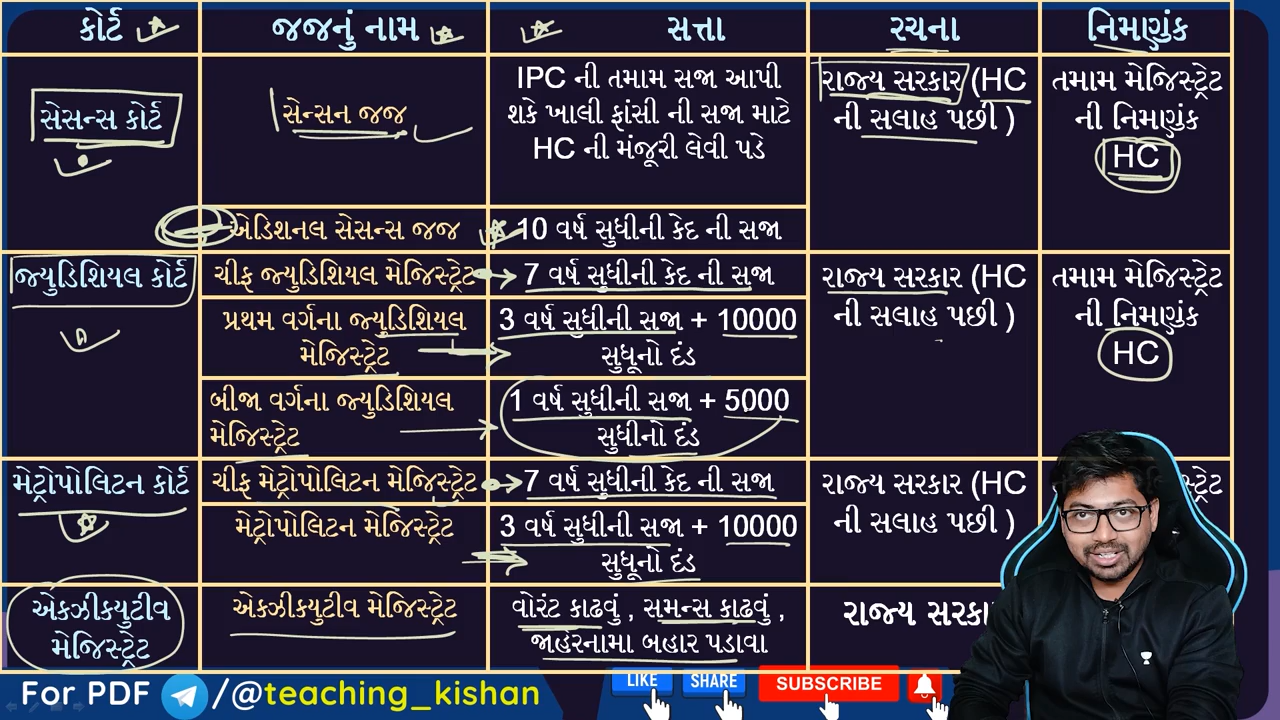 કોર્ટ જજનું નામ સત્તા રચના નિમણુંક
સેસન્સ કોર્ટ
સેન્સન જજ
IPC ની તમામ સજા આપી
શકે ખાલી ફાંસી ની સજા માટે
HC ની મંજૂરી લેવી પડે
રાજ્ય સરકાર (HC
ની સલાહ પછી )
તમામ મેજિસ્ટ્રેટ
ની નિમણુંક
HC
એડિશનલ સેસન્સ જજ
10 વર્ષ સુધીની કેદ ની સજા
જ્યુડિશિયલ કોર્ટ
ચીફ જ્યુડિશિયલ મેજિસ્ટ્રેટ
7 વર્ષ સુધીની કેદ ની સજા
રાજ્ય સરકાર (HC
ની સલાહ પછી )
તમામ મેજિસ્ટ્રેટ
ની નિમણુંક
HC
પ્રથમ વર્ગના જ્યુડિશિયલ
મેજિસ્ટ્રેટ
3 વર્ષ સુધીની સજા + 10000
સુધૂનો દંડ
બીજા વર્ગના જ્યુડિશિયલ
મેજિસ્ટ્રેટ
1 વર્ષ સુધીની સજા + 5000
સુધીનો દંડ
મેટ્રોપોલિટન કોર્ટ
ચીફ મેટ્રોપોલિટન મેજિસ્ટ્રેટ
7 વર્ષ સુધીની કેદ ની સજા
રાજ્ય સરકાર (HC
ની સલાહ પછી )
મેટ્રોપોલિટન મેજિસ્ટ્રેટ
3 વર્ષ સુધીની સજા + 10000
સુધૂનો દંડ
એકઝીકયુટીવ
મેજિસ્ટ્રેટ
એકઝીકયુટીવ મેજિસ્ટ્રેટ
વોરંટ કાઢવું , સમન્સ કાઢવું ,
જાહેરનામા બહાર પડાવા
રાજ્ય
For PDF /@teaching_kishan
LIKE SHARE SUBSCRIBE